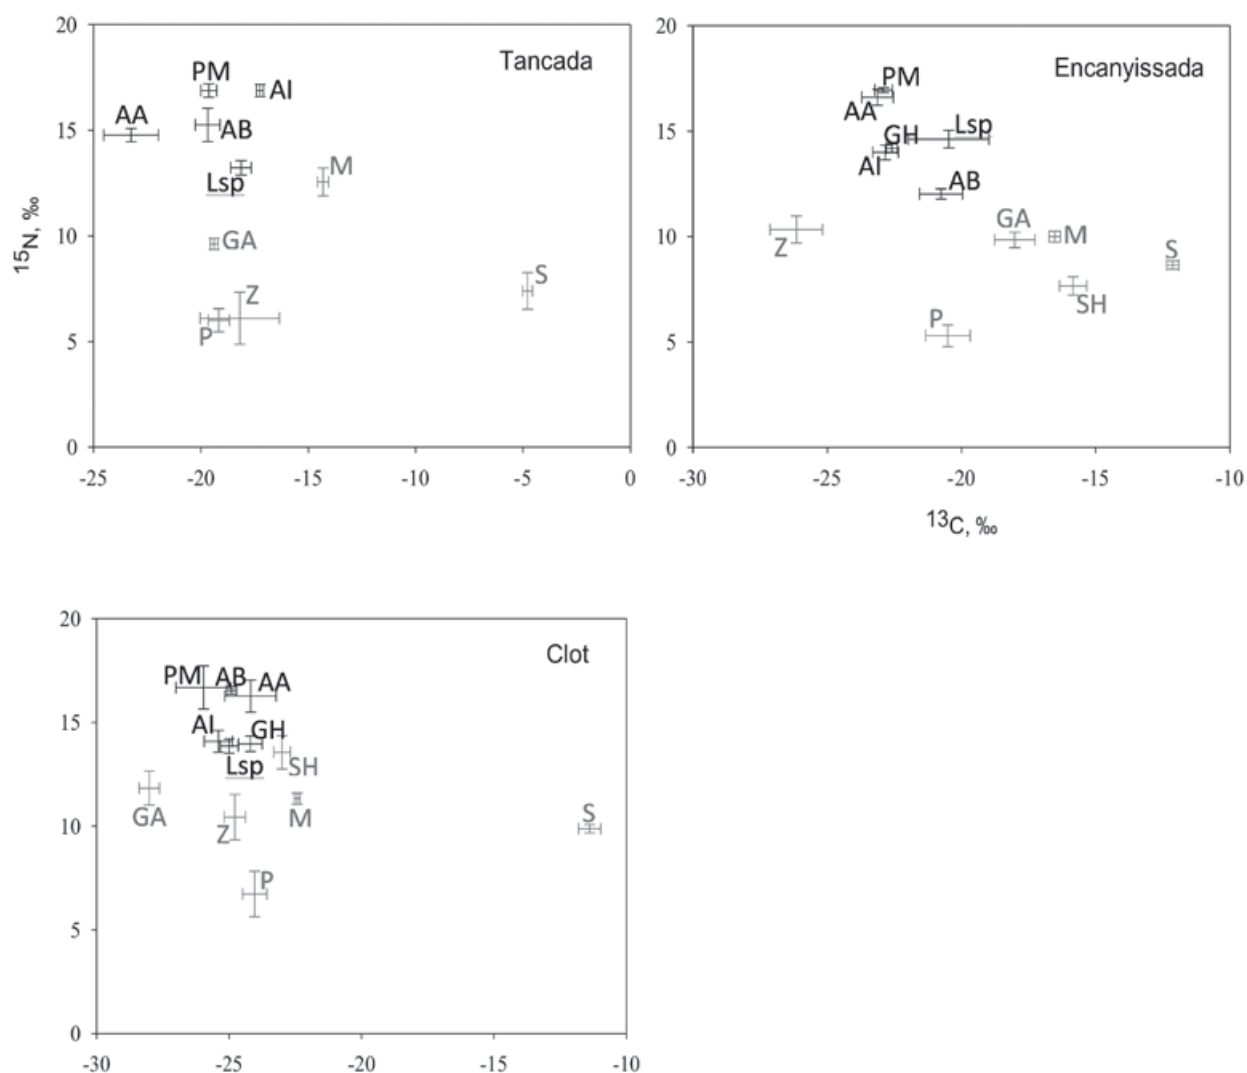 20
Tancada
PM
AI
AA
15
AB
M
Lsp
15N, ‰
10
GA
S
Z
P
5
0
-25
-20
-15
-10
-5
0
20
Encanyissada
PM
AA
Lsp
15
GH
AI
AB
GA
M
10
Z
S
SH
P
5
0
-30
-25
-20
-15
-10
13C, ‰
20
Clot
PM
AB
AA
15
AI
GH
Lsp
SH
GA
M
S
10
Z
P
5
0
-30
-25
-20
-15
-10